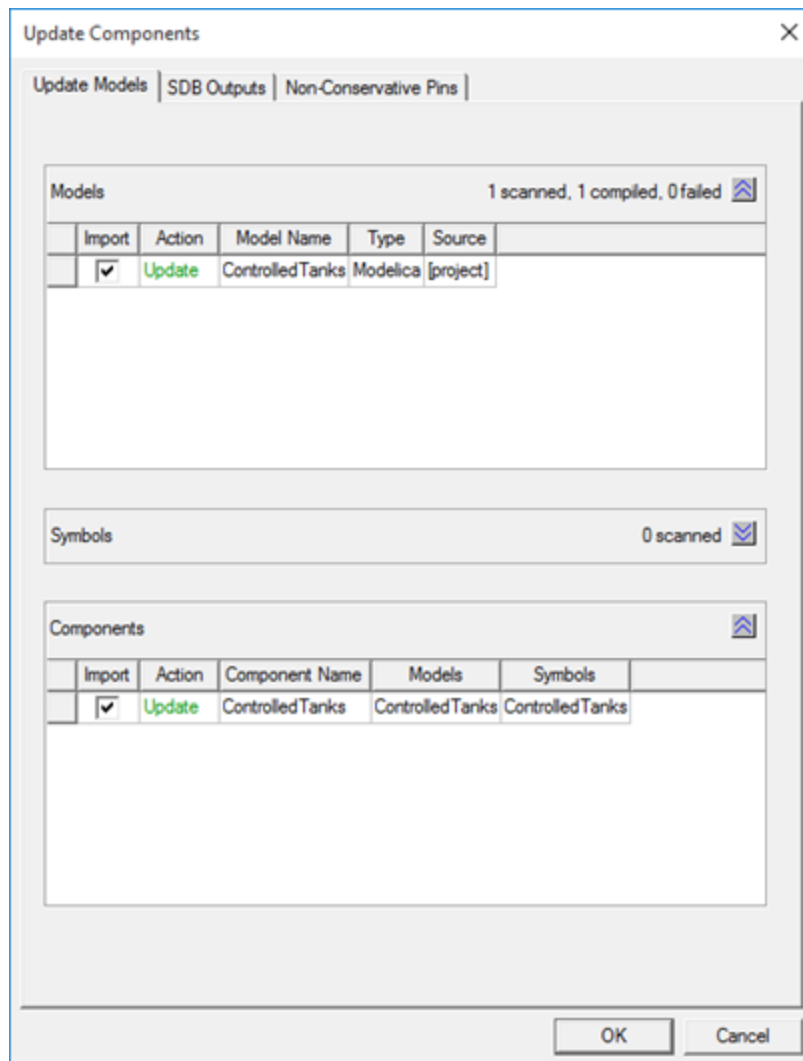 Update Components
Update Models SDB Outputs Non-Conservative Pins
Models 1 scanned, 1 compiled, 0 failed
Import Action Model Name Type Source
Update ControlledTanks Modelica [project]
Symbols 0 scanned
Components
Import Action Component Name Models Symbols
Update ControlledTanks ControlledTanks ControlledTanks
OK Cancel